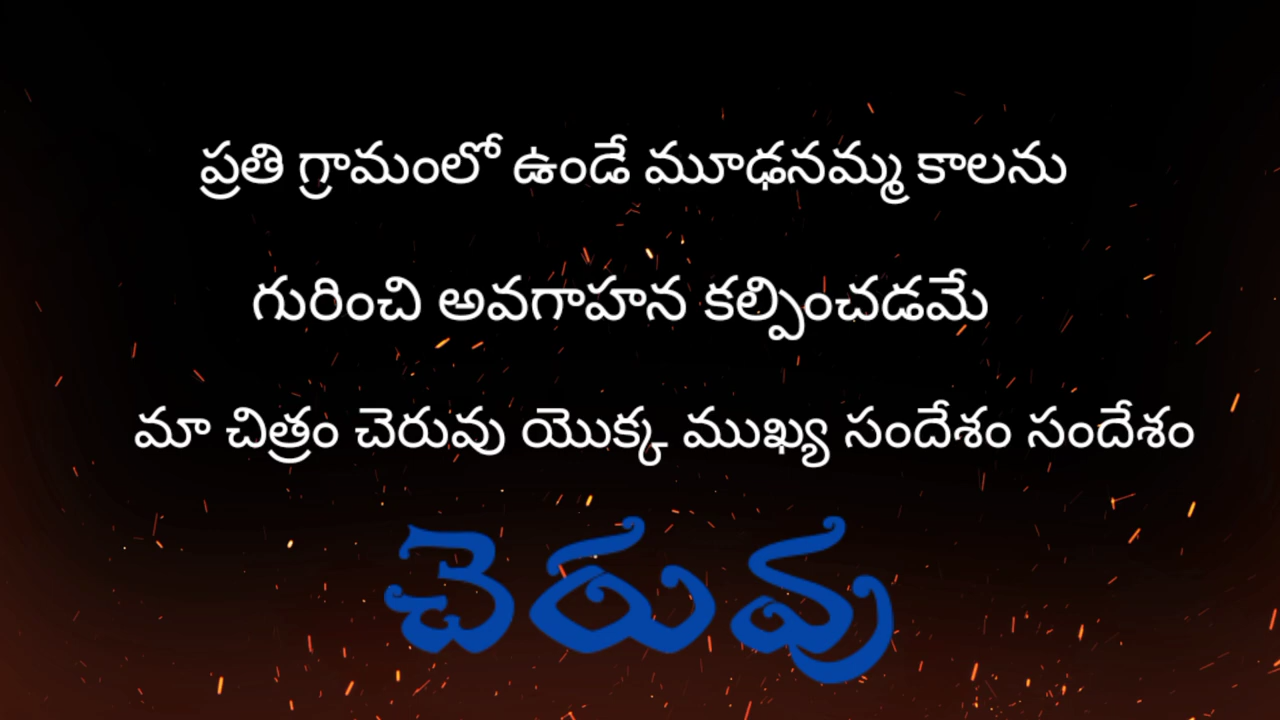 ప్రతి గ్రామంలో ఉండే మూఢనమ్మ కాలను
గురించి అవగాహన కల్పించడమే
మా చిత్రం చెరువు యొక్క ముఖ్య సందేశం సందేశం
చెరువు